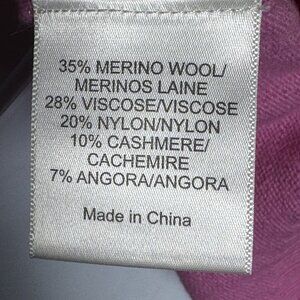 35% MERINO WOOL/
MERINOS LAINE
28% VISCOSE/VISCOSE
20% NYLON/NYLON
10% CASHMERE/
CACHEMIRE
7% ANGORA/ANGORA
Made in China